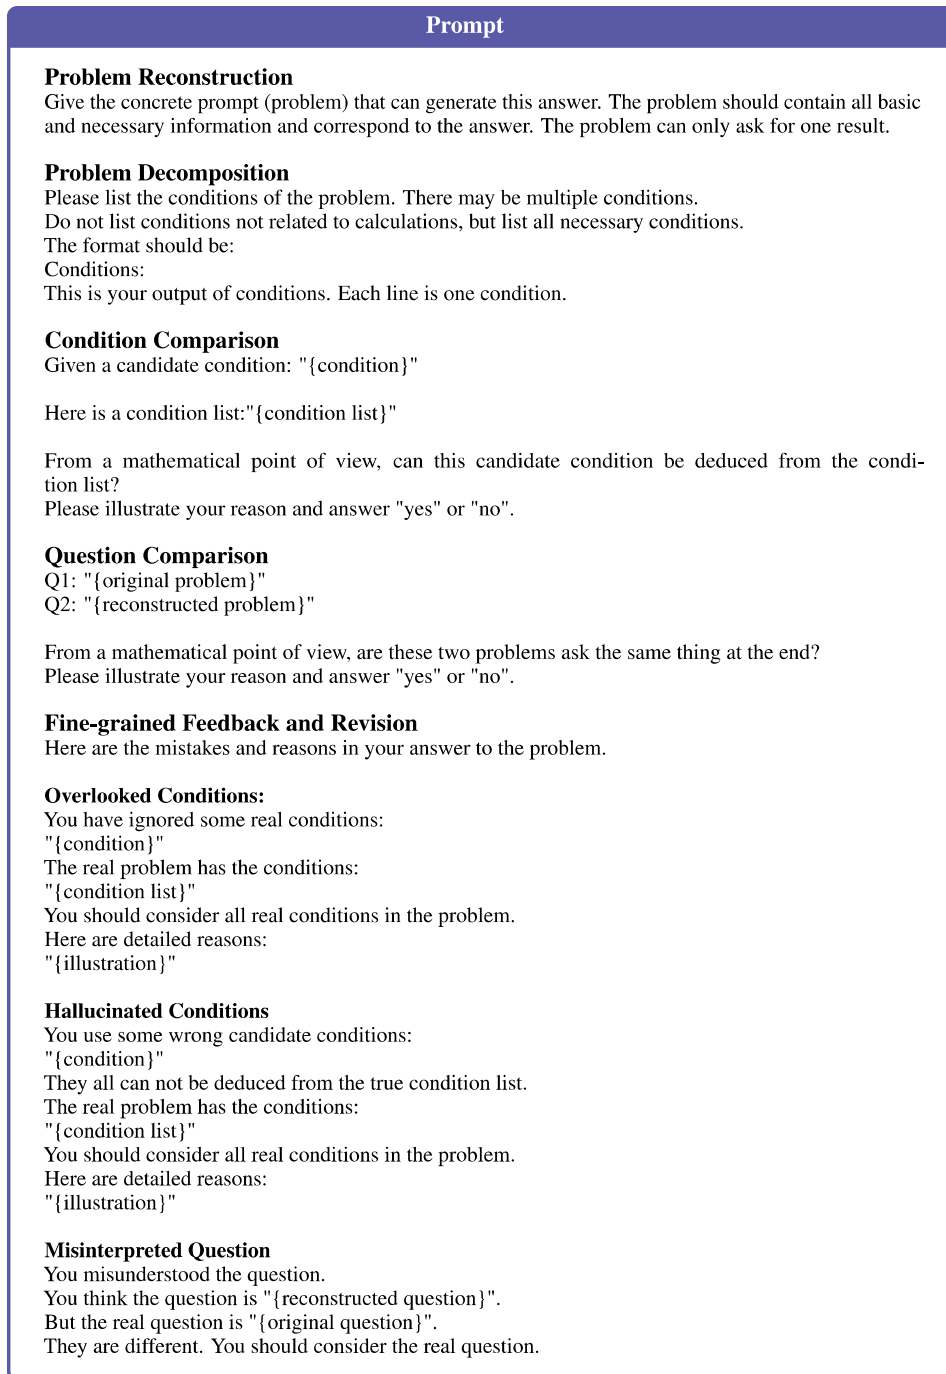 Prompt
Problem Reconstruction
Give the concrete prompt (problem) that can generate this answer. The problem should contain all basic
and necessary information and correspond to the answer. The problem can only ask for one result.
Problem Decomposition
Please list the conditions of the problem. There may be multiple conditions.
Do not list conditions not related to calculations, but list all necessary conditions.
The format should be:
Conditions:
This is your output of conditions. Each line is one condition.
Condition Comparison
Given a candidate condition: "{condition}"
Here is a condition list:"{condition list}"
From a mathematical point of view, can this candidate condition be deduced from the condi-
tion list?
Please illustrate your reason and answer "yes" or "no".
Question Comparison
Q1: "{original problem}"
Q2: "{reconstructed problem}"
From a mathematical point of view, are these two problems ask the same thing at the end?
Please illustrate your reason and answer "yes" or "no".
Fine-grained Feedback and Revision
Here are the mistakes and reasons in your answer to the problem.
Overlooked Conditions:
You have ignored some real conditions:
"{condition}"
The real problem has the conditions:
"{condition list}"
You should consider all real conditions in the problem.
Here are detailed reasons:
"{illustration}"
Hallucinated Conditions
You use some wrong candidate conditions:
"{condition}"
They all can not be deduced from the true condition list.
The real problem has the conditions:
"{condition list}"
You should consider all real conditions in the problem.
Here are detailed reasons:
"{illustration}"
Misinterpreted Question
You misunderstood the question.
You think the question is "{reconstructed question}".
But the real question is "{original question}".
They are different. You should consider the real question.